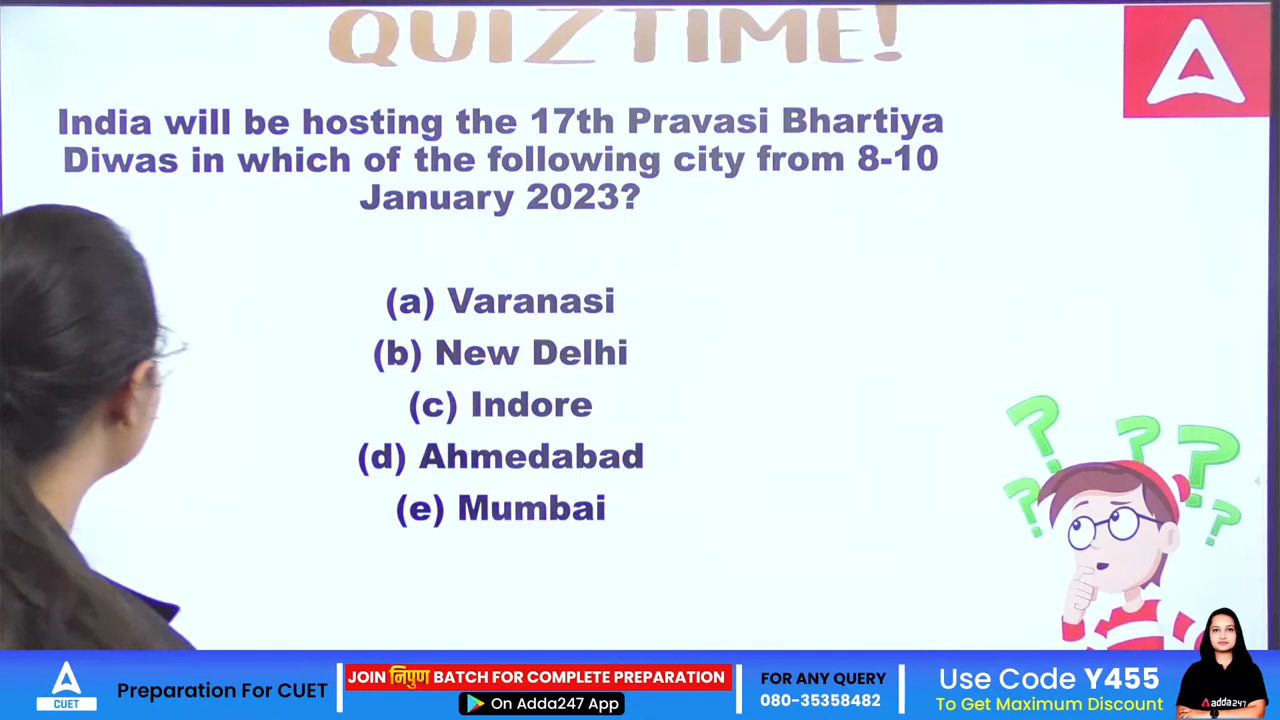 QUIZTIME!
India will be hosting the 17th Pravasi Bhartiya
Diwas in which of the following city from 8-10
January 2023?
(a) Varanasi
(b) New Delhi
(c) Indore
(d) Ahmedabad
(e) Mumbai
? ? ? ? ?
CUET
Preparation For CUET
JOIN निपुण BATCH FOR COMPLETE PREPARATION
On Adda247 App
FOR ANY QUERY
080-35358482
Use Code Y455
To Get Maximum Discount
adda247